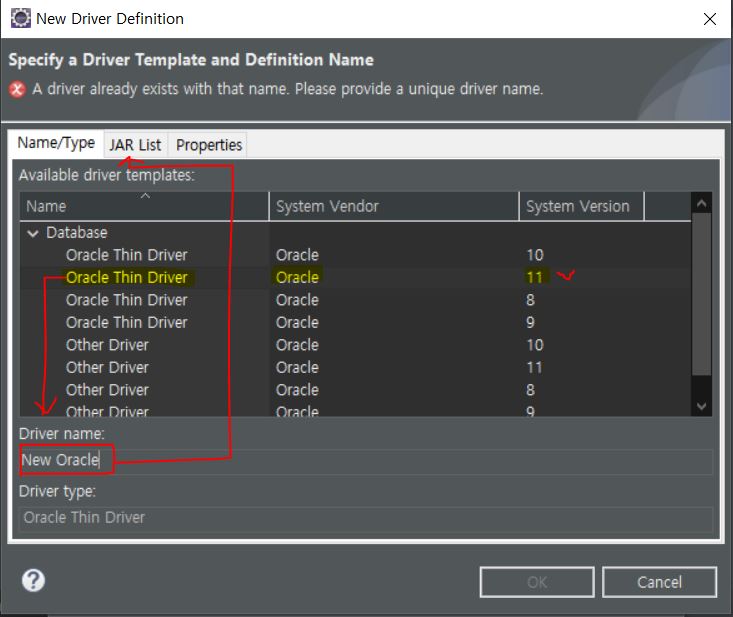 New Driver Definition
Specify a Driver Template and Definition Name
A driver already exists with that name. Please provide a unique driver name.
Name/Type JAR List Properties
Available driver templates:
Name System Vendor System Version
Database
Oracle Thin Driver Oracle 10
Oracle Thin Driver Oracle 11
Oracle Thin Driver Oracle 8
Oracle Thin Driver Oracle 9
Other Driver Oracle 10
Other Driver Oracle 11
Other Driver Oracle 8
Other Driver Oracle 9
Driver name:
New Oracle
Driver type:
Oracle Thin Driver
? OK Cancel